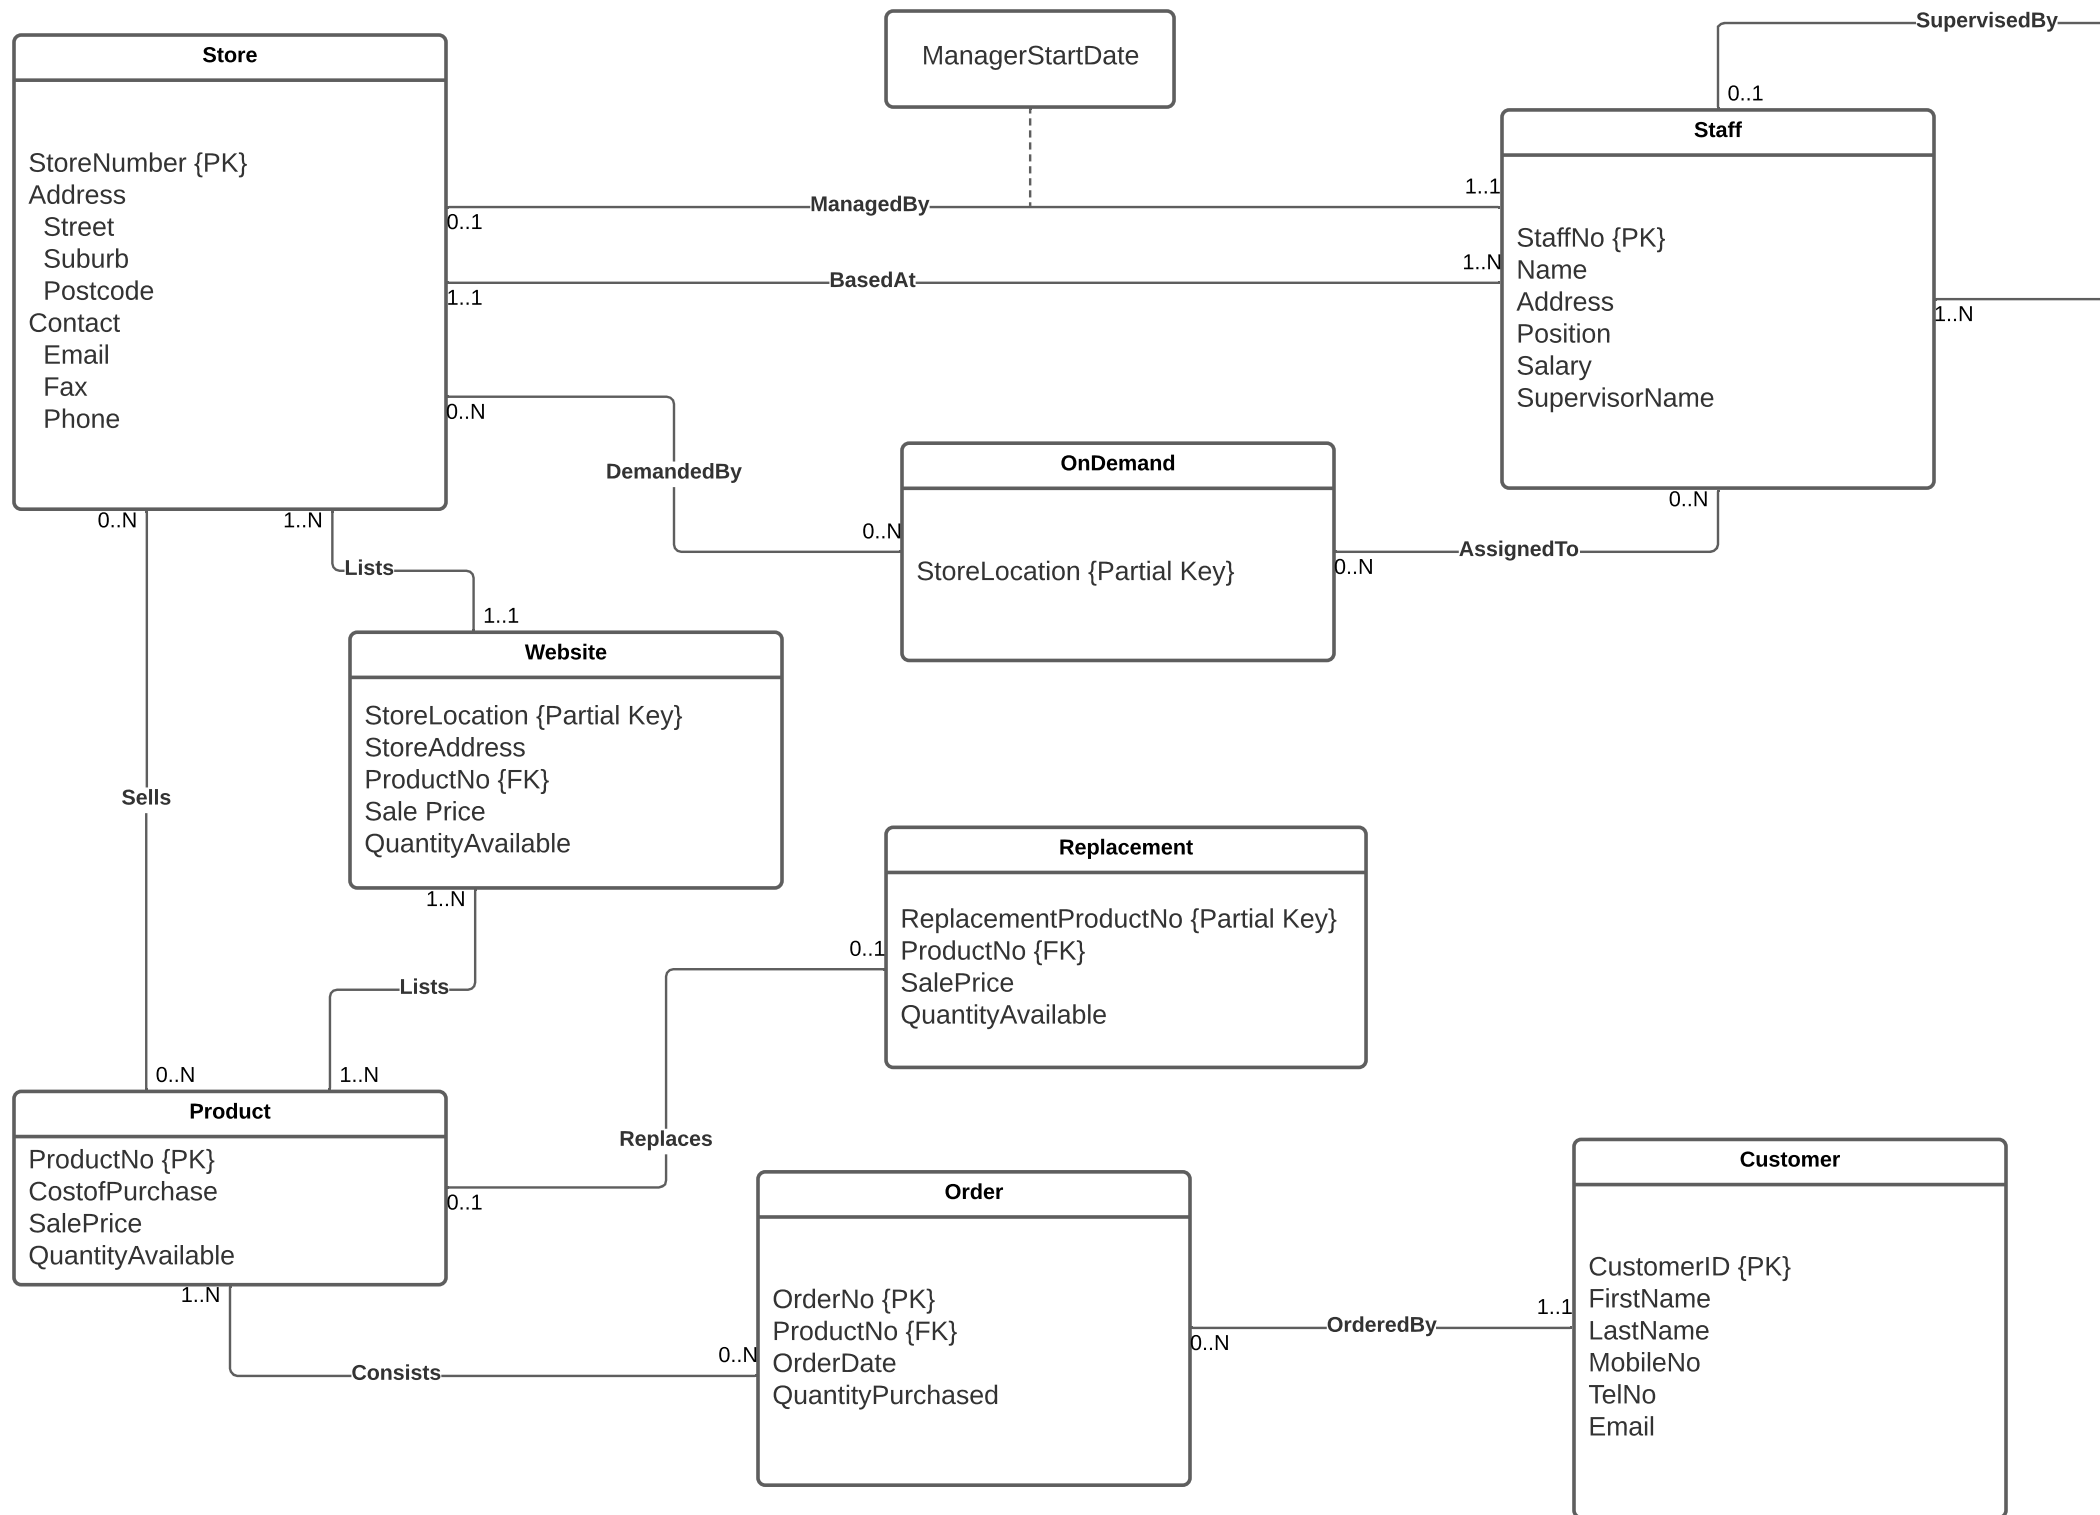 SupervisedBy
0..1
ManagerStartDate
Store
StoreNumber {PK}
Address
Street
Suburb
Postcode
Contact
Email
Fax
Phone
ManagedBy
0..1
1..1
BasedAt
1..1
1..N
Staff
StaffNo {PK}
Name
Address
Position
Salary
SupervisorName
1..N
0..N
DemandedBy
0..N
OnDemand
StoreLocation {Partial Key}
0..N
AssignedTo
0..N
0..N
1..N
Lists
1..1
Website
StoreLocation {Partial Key}
StoreAddress
ProductNo {FK}
Sale Price
QuantityAvailable
Sells
1..N
Lists
0..N
1..N
Replacement
ReplacementProductNo {Partial Key}
ProductNo {FK}
SalePrice
QuantityAvailable
0..1
Replaces
0..1
Product
ProductNo {PK}
CostofPurchase
SalePrice
QuantityAvailable
1..N
Consists
0..N
Order
OrderNo {PK}
ProductNo {FK}
OrderDate
QuantityPurchased
0..N
OrderedBy
1..1
Customer
CustomerID {PK}
FirstName
LastName
MobileNo
TelNo
Email